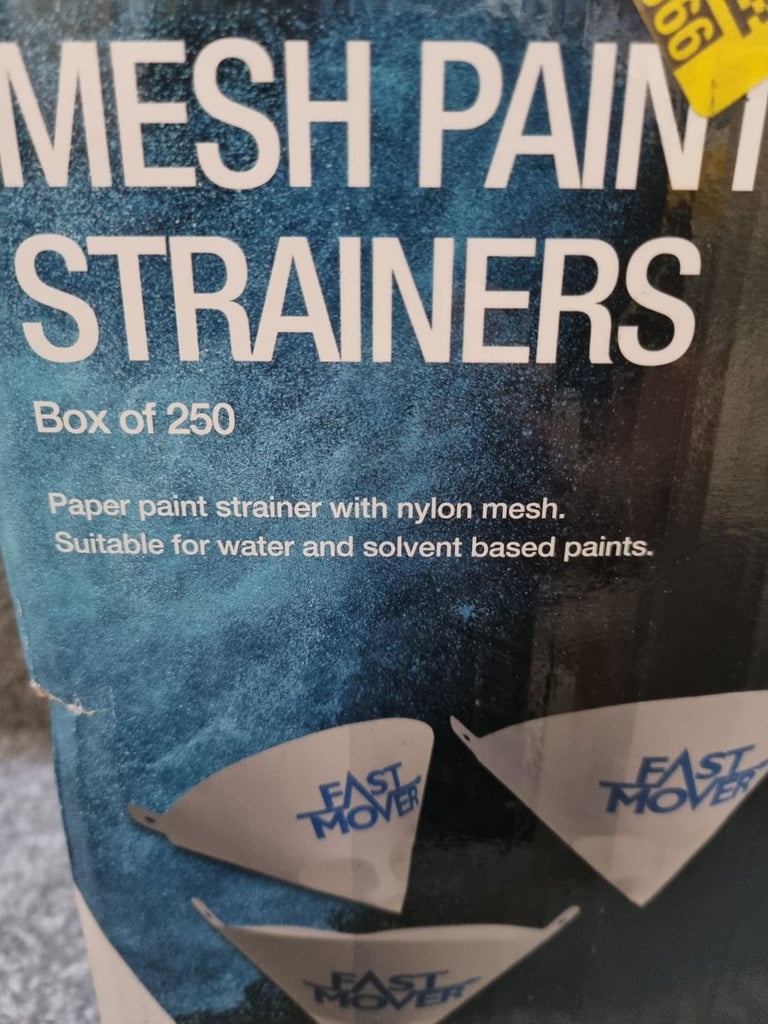 MESH PAINT
STRAINERS
Box of 250
Paper paint strainer with nylon mesh.
Suitable for water and solvent based paints.
FAST
MOVER
FAST
MOVER
FAST
MOVER